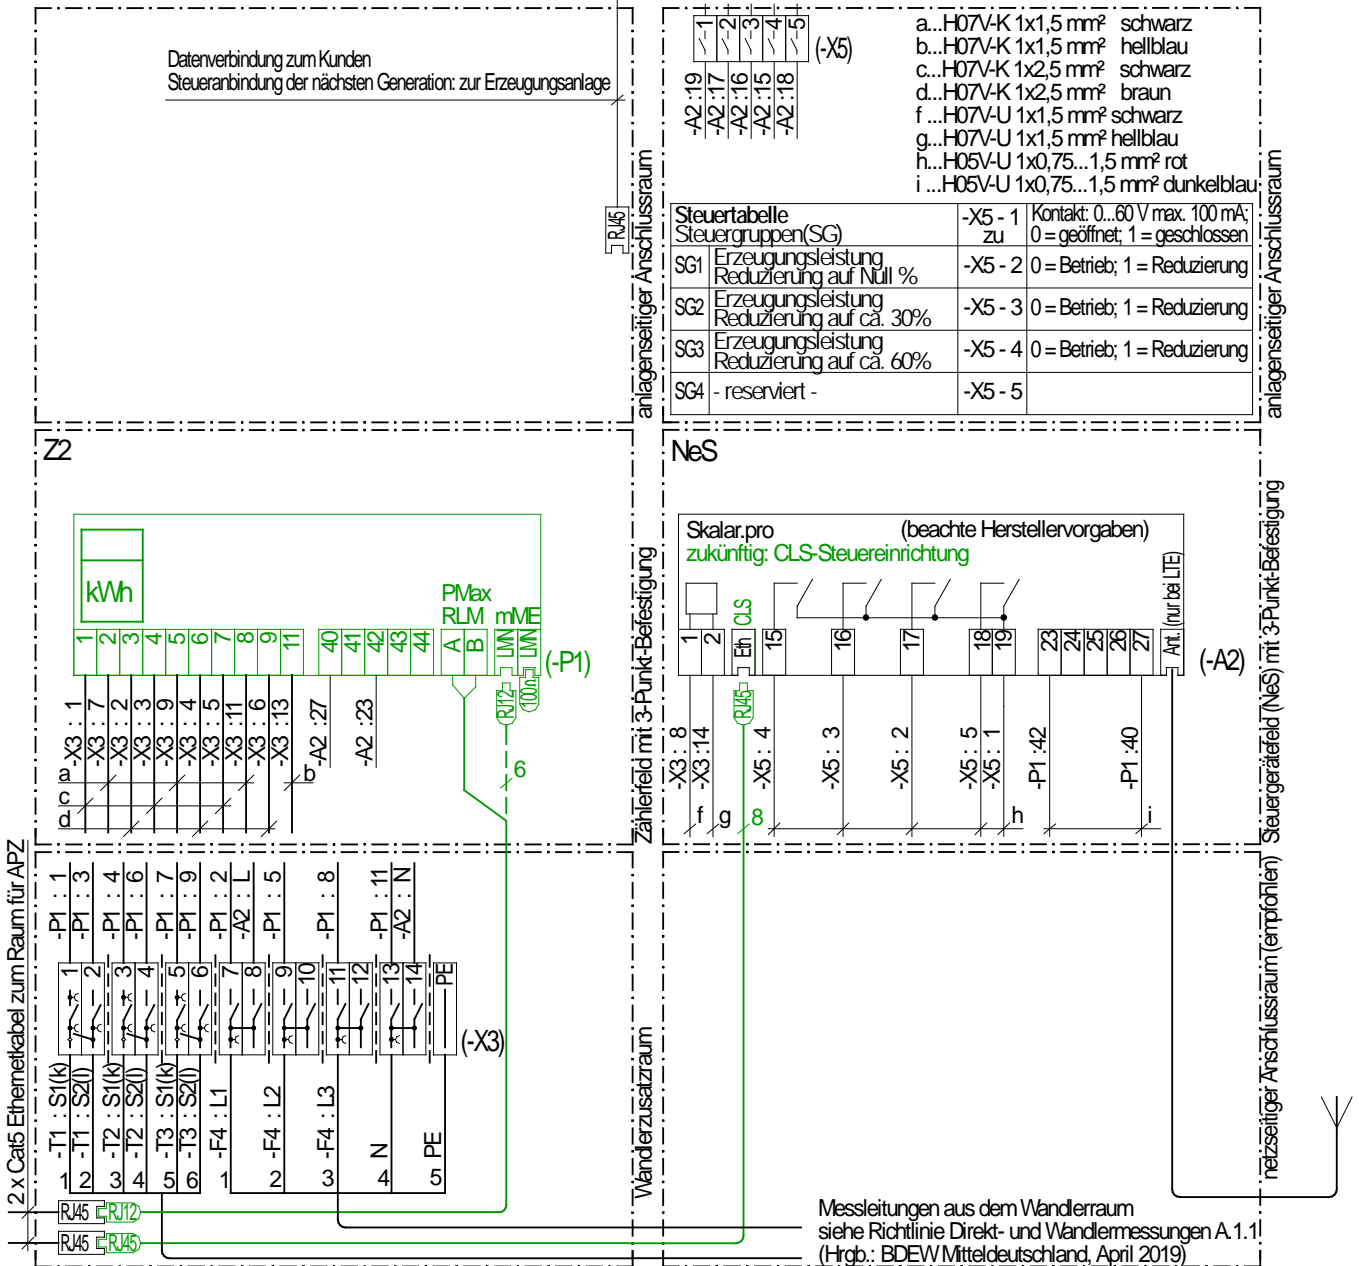 Datenverbindung zum Kunden
Steueranbindung der nächsten Generation: zur Erzeugungsanlage
RJ45
anlagenseitiger Anschlussraum
1
2
3
4
5
(-X5)
-A2:19
-A2:17
-A2:16
-A2:15
-A2:18
a...H07V-K 1x1,5 mm² schwarz
b...H07V-K 1x1,5 mm² hellblau
c...H07V-K 1x2,5 mm² schwarz
d...H07V-K 1x2,5 mm² braun
f ...H07V-U 1x1,5 mm² schwarz
g...H07V-U 1x1,5 mm² hellblau
h...H05V-U 1x0,75...1,5 mm² rot
i ...H05V-U 1x0,75...1,5 mm² dunkelblau
Steuertabelle
Steuergruppen(SG)
-X5 - 1
zu
Kontakt: 0...60 V max. 100 mA;
0 = geöffnet; 1 = geschlossen
SG1
Erzeugungsleistung
Reduzierung auf Null %
-X5 - 2
0 = Betrieb; 1 = Reduzierung
SG2
Erzeugungsleistung
Reduzierung auf ca. 30%
-X5 - 3
0 = Betrieb; 1 = Reduzierung
SG3
Erzeugungsleistung
Reduzierung auf ca. 60%
-X5 - 4
0 = Betrieb; 1 = Reduzierung
SG4
- reserviert -
-X5 - 5
anlagenseitiger Anschlussraum
Z2
kWh
PMax
RLM
mME
1
2
3
4
5
6
7
8
9
11
40
41
42
43
44
A
B
LMN
LMN
(-P1)
RJ12
100n
-X3 : 1
-X3 : 7
-X3 : 2
-X3 : 3
-X3 : 9
-X3 : 4
-X3 : 5
-X3 :11
-X3 : 6
-X3 :13
-A2 :27
-A2 :23
a
b
c
d
6
Zählerfeld mit 3-Punkt-Befestigung
NeS
Skalar.pro
(beachte Herstellervorgaben)
zukünftig: CLS-Steuereinrichtung
1
2
Eth
CLS
15
16
17
18
19
23
24
25
26
27
Ant. (nur bei LTE)
(-A2)
RJ45
-X3 : 8
-X3 :14
-X5 : 4
-X5 : 3
-X5 : 2
-X5 : 5
-X5 : 1
-P1 :42
-P1 :40
f
g
8
h
i
Steuergerätefeld (NeS) mit 3-Punkt-Befestigung
2 x Cat5 Ethernetkabel zum Raum für APZ
-P1 : 1
-P1 : 3
-P1 : 4
-P1 : 6
-P1 : 7
-P1 : 9
-P1 : 2
-A2 : L
-P1 : 5
-P1 : 8
-P1 : 11
-A2 : N
1
2
3
4
5
6
7
8
9
10
11
12
13
14
PE
(-X3)
-T1 : S1(k)
-T1 : S2(l)
-T2 : S1(k)
-T2 : S2(l)
-T3 : S1(k)
-T3 : S2(l)
-F4 : L1
-F4 : L2
-F4 : L3
N
PE
1
2
3
4
5
6
1
2
3
4
5
Wandlerzusatzraum
RJ45
RJ12
RJ45
RJ45
netzseitiger Anschlussraum (empfohlen)
Messleitungen aus dem Wandlerraum
siehe Richtlinie Direkt- und Wandlermessungen A.1.1
(Hrgb.: BDEW Mitteldeutschland, April 2019)